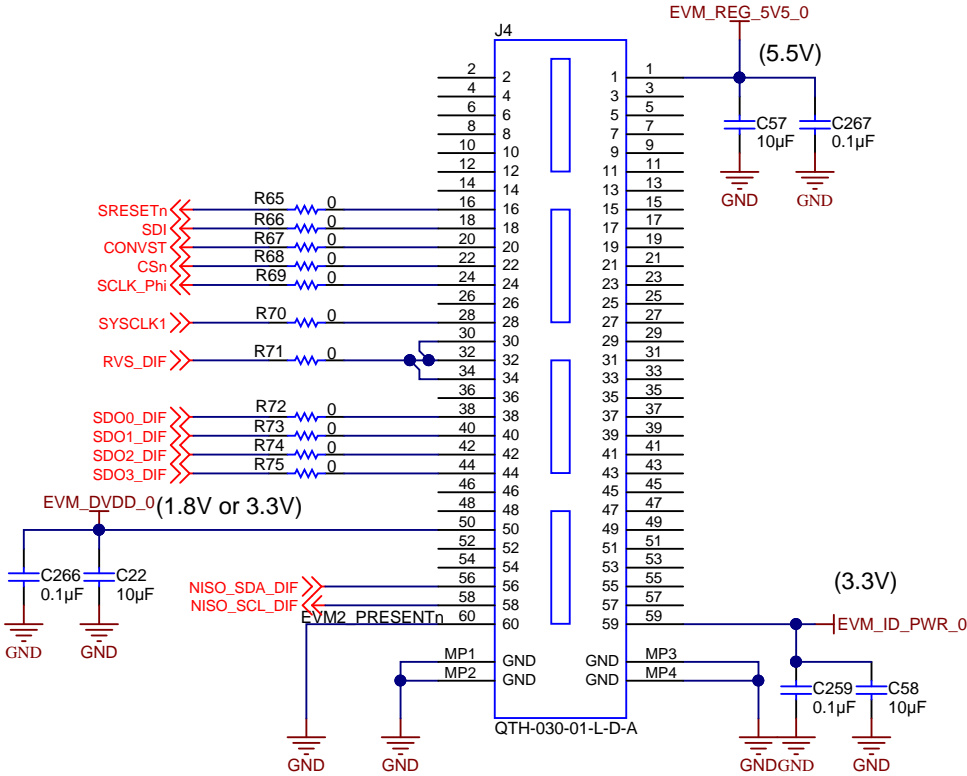 EVM_REG_5V5_0
J4
(5.5V)
2 2 1 1
4 4 3 3
6 6 5 5
C57 10µF
C267 0.1µF
8 8 7 7
10 10 9 9
12 12 11 11
14 14 13 13
GND GND
SRESETn R65 0 16 16 15 15
SDI R66 0 18 18 17 17
CONVST R67 0 20 20 19 19
CSn R68 0 22 22 21 21
SCLK_Phi R69 0 24 24 23 23
26 26 25 25
SYSCLK1 R70 0 28 28 27 27
30 30 29 29
RVS_DIF R71 0 32 32 31 31
34 34 33 33
36 36 35 35
SDO0_DIF R72 0 38 38 37 37
SDO1_DIF R73 0 40 40 39 39
SDO2_DIF R74 0 42 42 41 41
SDO3_DIF R75 0 44 44 43 43
46 46 45 45
EVM_DVDD_0 (1.8V or 3.3V)
48 48 47 47
50 50 49 49
52 52 51 51
54 54 53 53
C266 0.1µF
C22 10µF
NISO_SDA_DIF 56 56 55 55
(3.3V)
NISO_SCL_DIF 58 58 57 57
EVM2_PRESENTn 60 60 59 59
EVM_ID_PWR_0
GND GND
MP1 GND GND MP3
MP2 GND GND MP4
C259 0.1µF
C58 10µF
QTH-030-01-L-D-A
GND GND GND GND GND